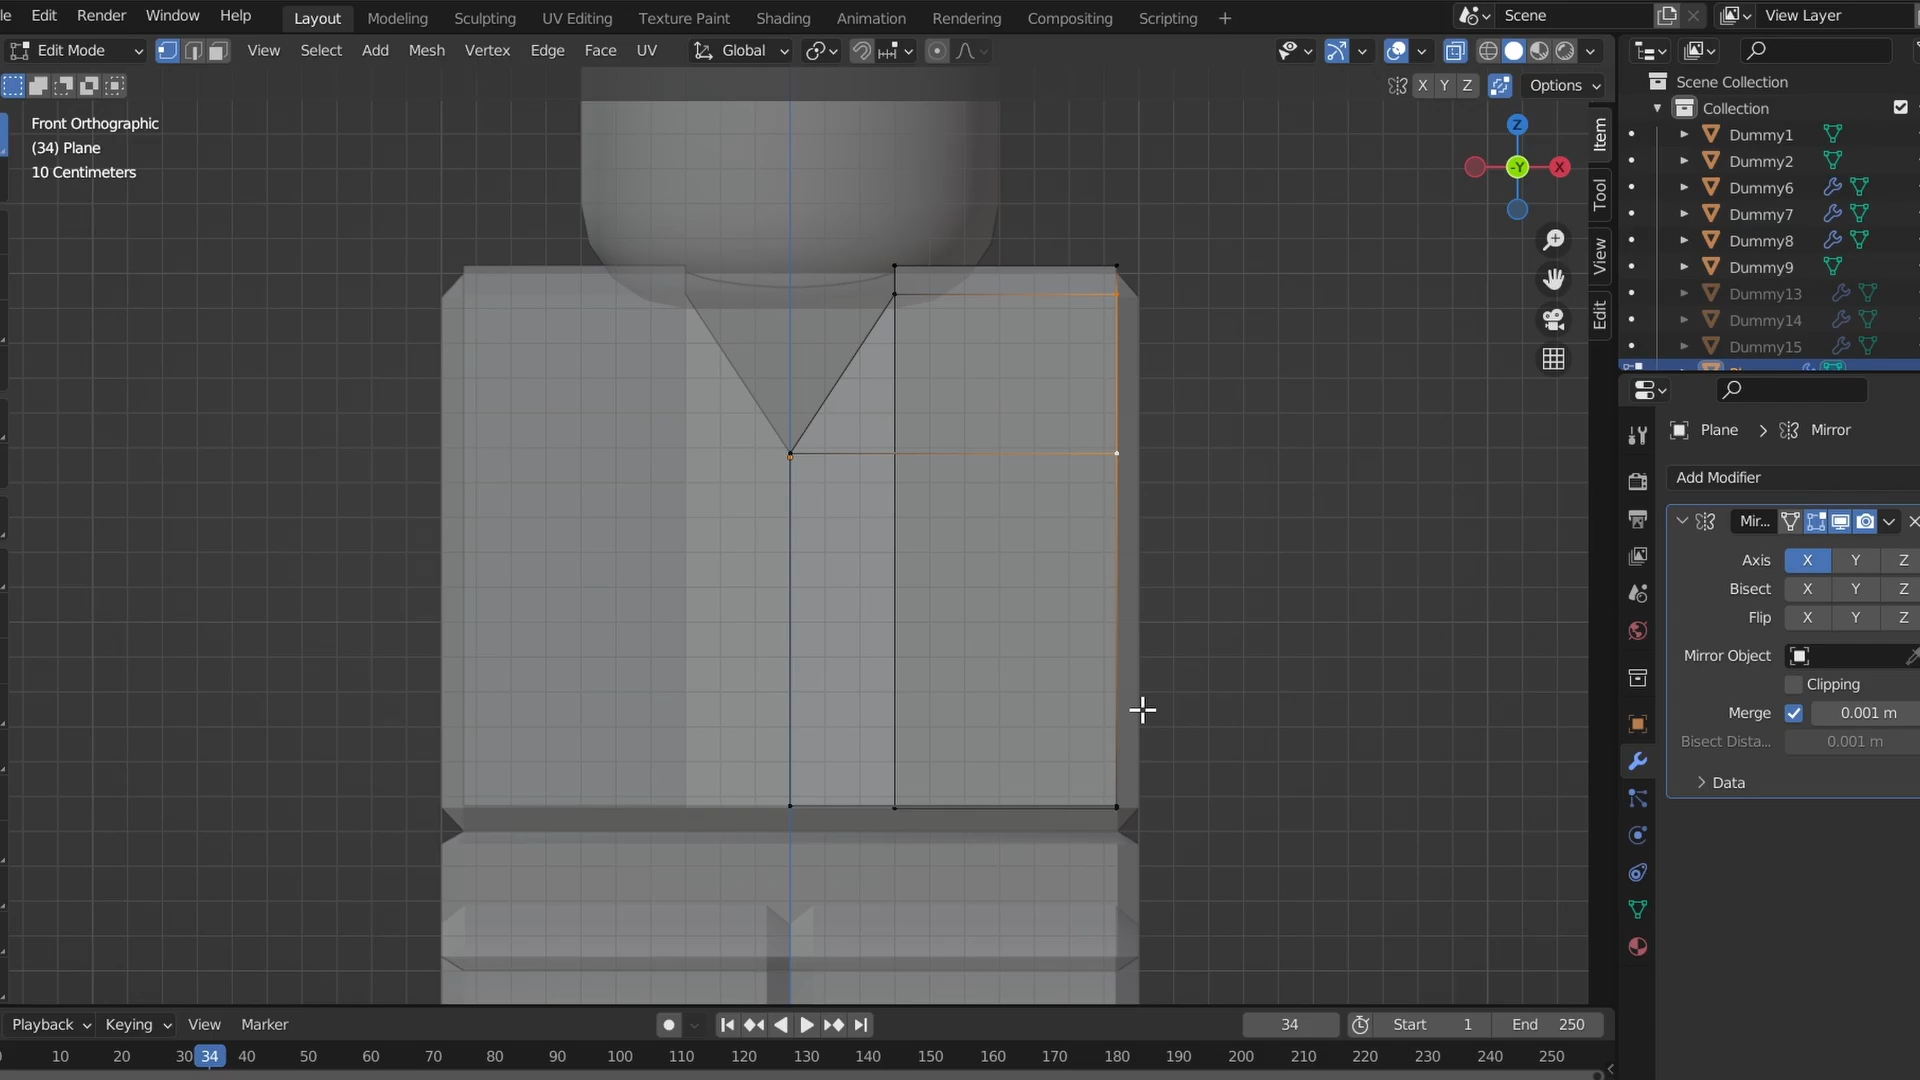 le Edit Render Window Help Layout Modeling Sculpting UV Editing Texture Paint Shading Animation Rendering Compositing Scripting + Scene View Layer
Edit Mode View Select Add Mesh Vertex Edge Face UV Global
X Y Z Options
Front Orthographic
(34) Plane
10 Centimeters
Z
X
-Y
Item
Tool
View
Edit
Scene Collection
Collection
Dummy1
Dummy2
Dummy6
Dummy7
Dummy8
Dummy9
Dummy13
Dummy14
Dummy15
Plane > Mirror
Add Modifier
Mir...
Axis X Y Z
Bisect X Y Z
Flip X Y Z
Mirror Object
Clipping
Merge 0.001 m
Bisect Dista... 0.001 m
Data
Playback Keying View Marker 34 Start 1 End 250
10 20 30 34 40 50 60 70 80 90 100 110 120 130 140 150 160 170 180 190 200 210 220 230 240 250